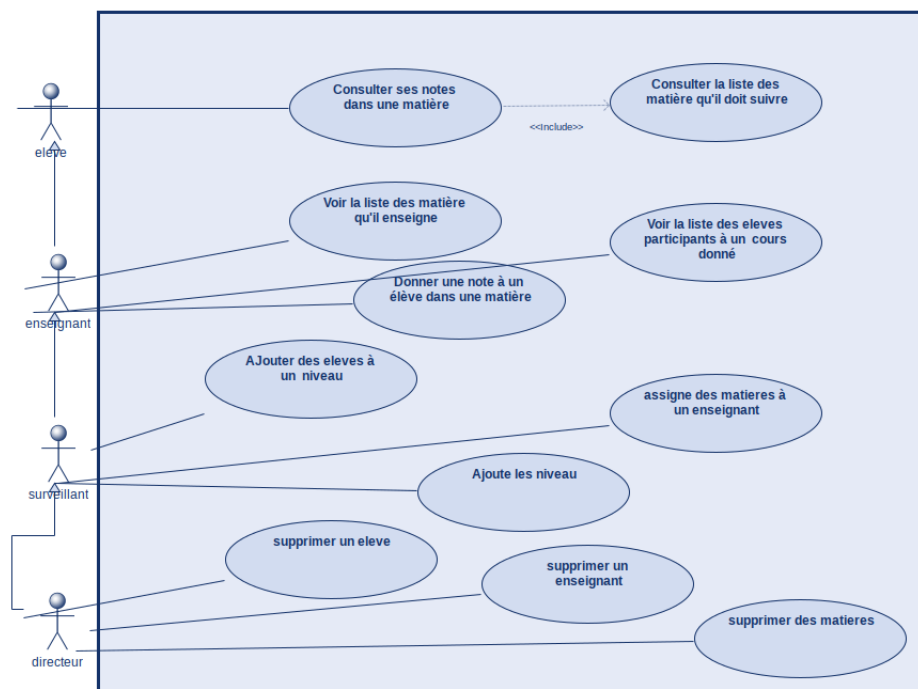 Consulter ses notes
dans une matière
Consulter la liste des
matière qu'il doit suivre
<<Include>>
eleve
Voir la liste des matière
qu'il enseigne
Voir la liste des eleves
participants à un cours
donné
Donner une note à un
élève dans une matière
enseignant
AJouter des eleves à
un niveau
assigne des matieres à
un enseignant
Ajoute les niveau
surveillant
supprimer un eleve
supprimer un
enseignant
supprimer des matieres
directeur